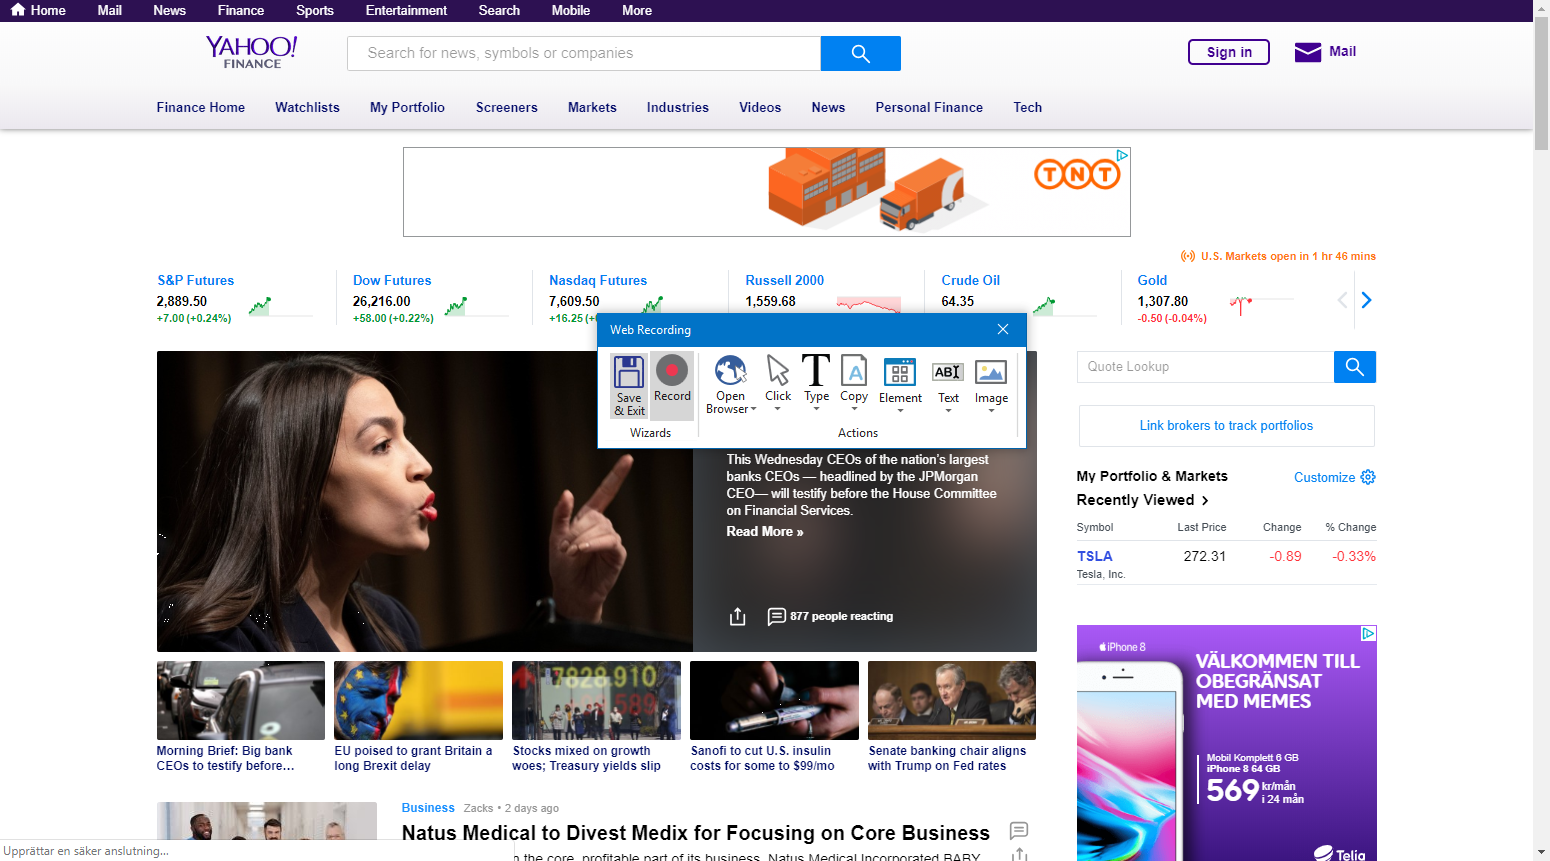 Home Mail News Finance Sports Entertainment Search Mobile More
YAHOO!
FINANCE
Search for news, symbols or companies
Sign in
Mail
Finance Home Watchlists My Portfolio Screeners Markets Industries Videos News Personal Finance Tech
TNT
U.S. Markets open in 1 hr 46 mins
S&P Futures
2,889.50
+7.00 (+0.24%)
Dow Futures
26,216.00
+58.00 (+0.22%)
Nasdaq Futures
7,609.50
+16.25
Russell 2000
1,559.68
Crude Oil
64.35
Gold
1,307.80
-0.50 (-0.04%)
Web Recording
Save
& Exit
Record
Wizards
Open
Browser
Click
Type
Copy
Element
ABI
Text
Image
Actions
This Wednesday CEOs of the nation's largest
banks CEOs — headlined by the JPMorgan
CEO— will testify before the House Committee
on Financial Services.
Read More »
877 people reacting
Quote Lookup
Link brokers to track portfolios
My Portfolio & Markets
Customize
Recently Viewed >
Symbol Last Price Change % Change
TSLA 272.31 -0.89 -0.33%
Tesla, Inc.
7828.910
589
Morning Brief: Big bank
CEOs to testify before...
EU poised to grant Britain a
long Brexit delay
Stocks mixed on growth
woes; Treasury yields slip
Sanofi to cut U.S. insulin
costs for some to $99/mo
Senate banking chair aligns
with Trump on Fed rates
iPhone 8
VÄLKOMMEN TILL
OBEGRÄNSAT
MED MEMES
Mobil Komplett 6 GB
iPhone 8 64 GB
569 kr/mån
i 24 mån
Telia
Business Zacks • 2 days ago
Natus Medical to Divest Medix for Focusing on Core Business
n the core, profitable part of its business, Natus Medical Incorporated BABY
Upprättar en säker anslutning...